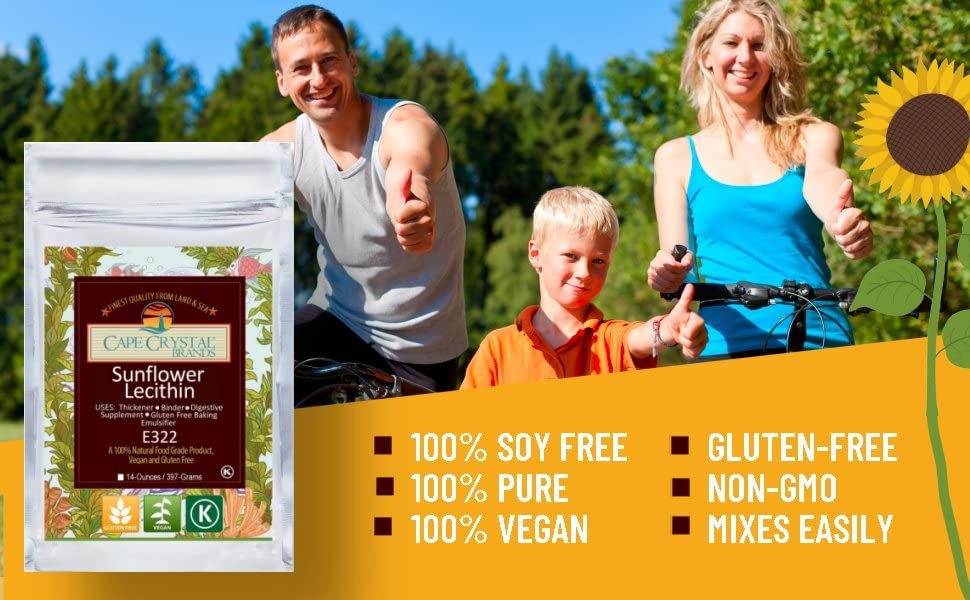 FINEST QUALITY FROM LAND & SEA
CAPE CRYSTAL
BRANDS
Sunflower
Lecithin
USES: Thickener ■ Binder ■ Digestive
Supplement ■ Gluten Free Baking
Emulsifier
E322
A 100% Natural Food Grade Product,
Vegan and Gluten Free
K
14-Ounces / 397-Grams
GLUTEN FREE
VEGAN
K
100% SOY FREE
100% PURE
100% VEGAN
GLUTEN-FREE
NON-GMO
MIXES EASILY